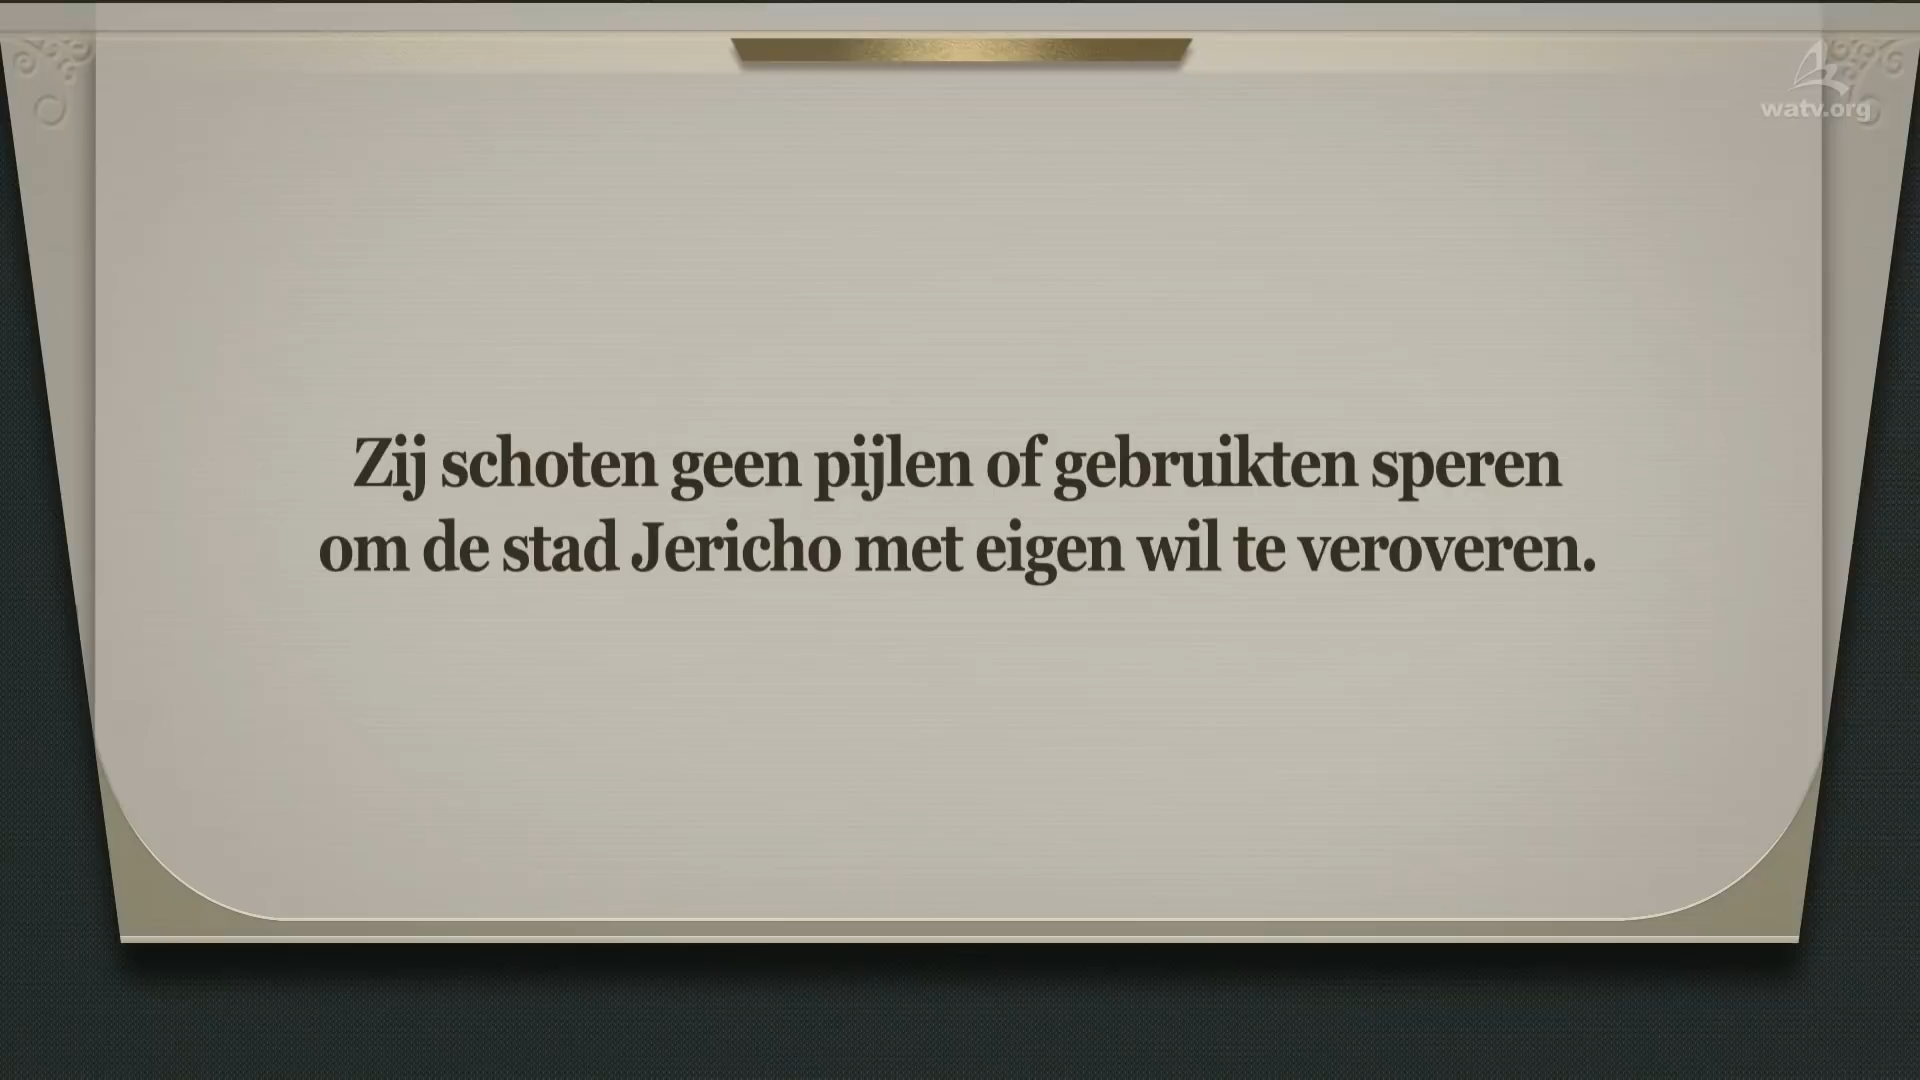 watv.org
Zij schoten geen pijlen of gebruikten speren
om de stad Jericho met eigen wil te veroveren.